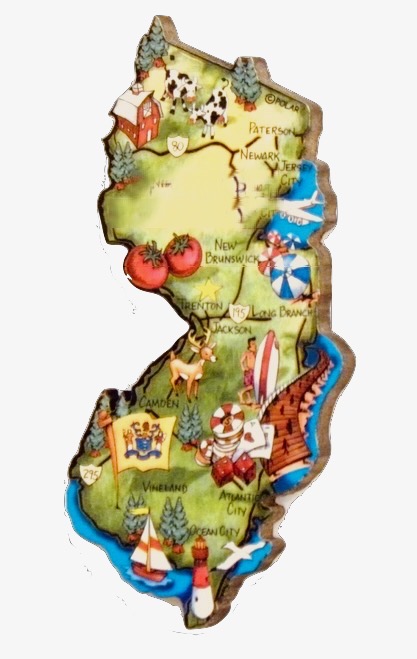 ©POLAR
PATERSON
80
NEWARK
JERSEY
CITY
NEW
BRUNSWICK
TRENTON
195
LONG BRANCH
JACKSON
CAMDEN
295
VINELAND
ATLANTIC
CITY
OCEAN CITY